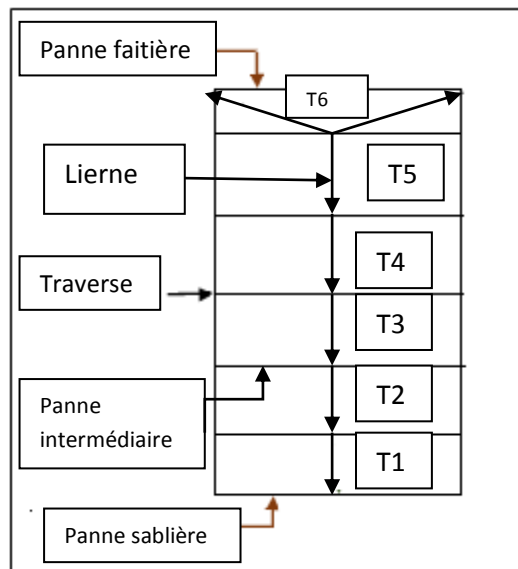 Panne faitière
T6
Lierne
T5
T4
Traverse
T3
T2
Panne
intermédiaire
T1
Panne sablière